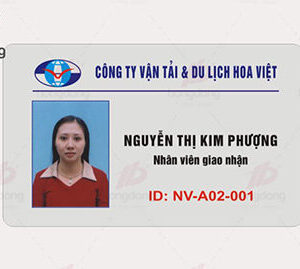 CÔNG TY VẬN TẢI & DU LỊCH HOA VIỆT
NGUYỄN THỊ KIM PHƯỢNG
Nhân viên giao nhận
ID: NV-A02-001